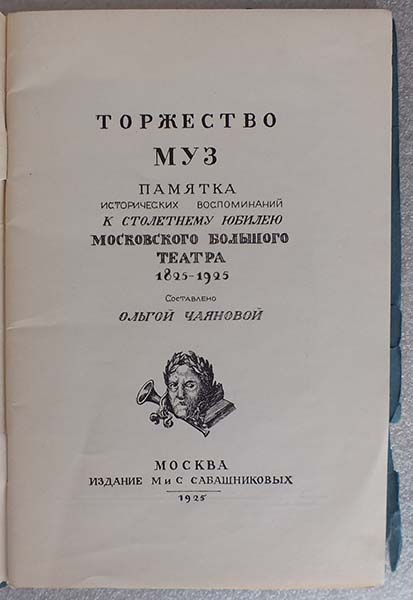 ТОРЖЕСТВО
МУЗ
ПАМЯТКА
ИСТОРИЧЕСКИХ ВОСПОМИНАНИЙ
К СТОЛЕТНЕМУ ЮБИЛЕЮ
МОСКОВСКОГО БОЛЬШОГО
ТЕАТРА
1825-1925
СОСТАВЛЕНО
ОЛЬГОЙ ЧАЯНОВОЙ
МОСКВА
ИЗДАНИЕ М и С САБАШНИКОВЫХ
1925